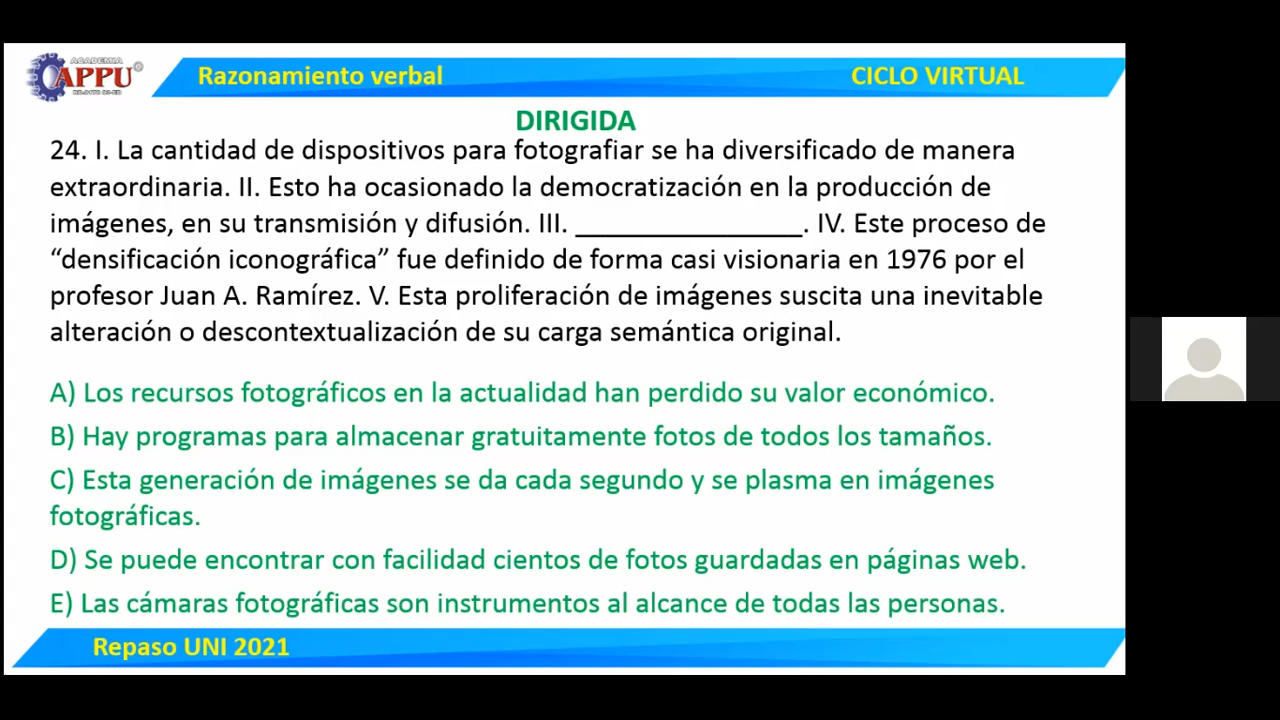 ACADEMIA
APPU
Razonamiento verbal
CICLO VIRTUAL
DIRIGIDA
24. I. La cantidad de dispositivos para fotografiar se ha diversificado de manera
extraordinaria. II. Esto ha ocasionado la democratización en la producción de
imágenes, en su transmisión y difusión. III. ________________. IV. Este proceso de
“densificación iconográfica” fue definido de forma casi visionaria en 1976 por el
profesor Juan A. Ramírez. V. Esta proliferación de imágenes suscita una inevitable
alteración o descontextualización de su carga semántica original.
A) Los recursos fotográficos en la actualidad han perdido su valor económico.
B) Hay programas para almacenar gratuitamente fotos de todos los tamaños.
C) Esta generación de imágenes se da cada segundo y se plasma en imágenes
fotográficas.
D) Se puede encontrar con facilidad cientos de fotos guardadas en páginas web.
E) Las cámaras fotográficas son instrumentos al alcance de todas las personas.
Repaso UNI 2021